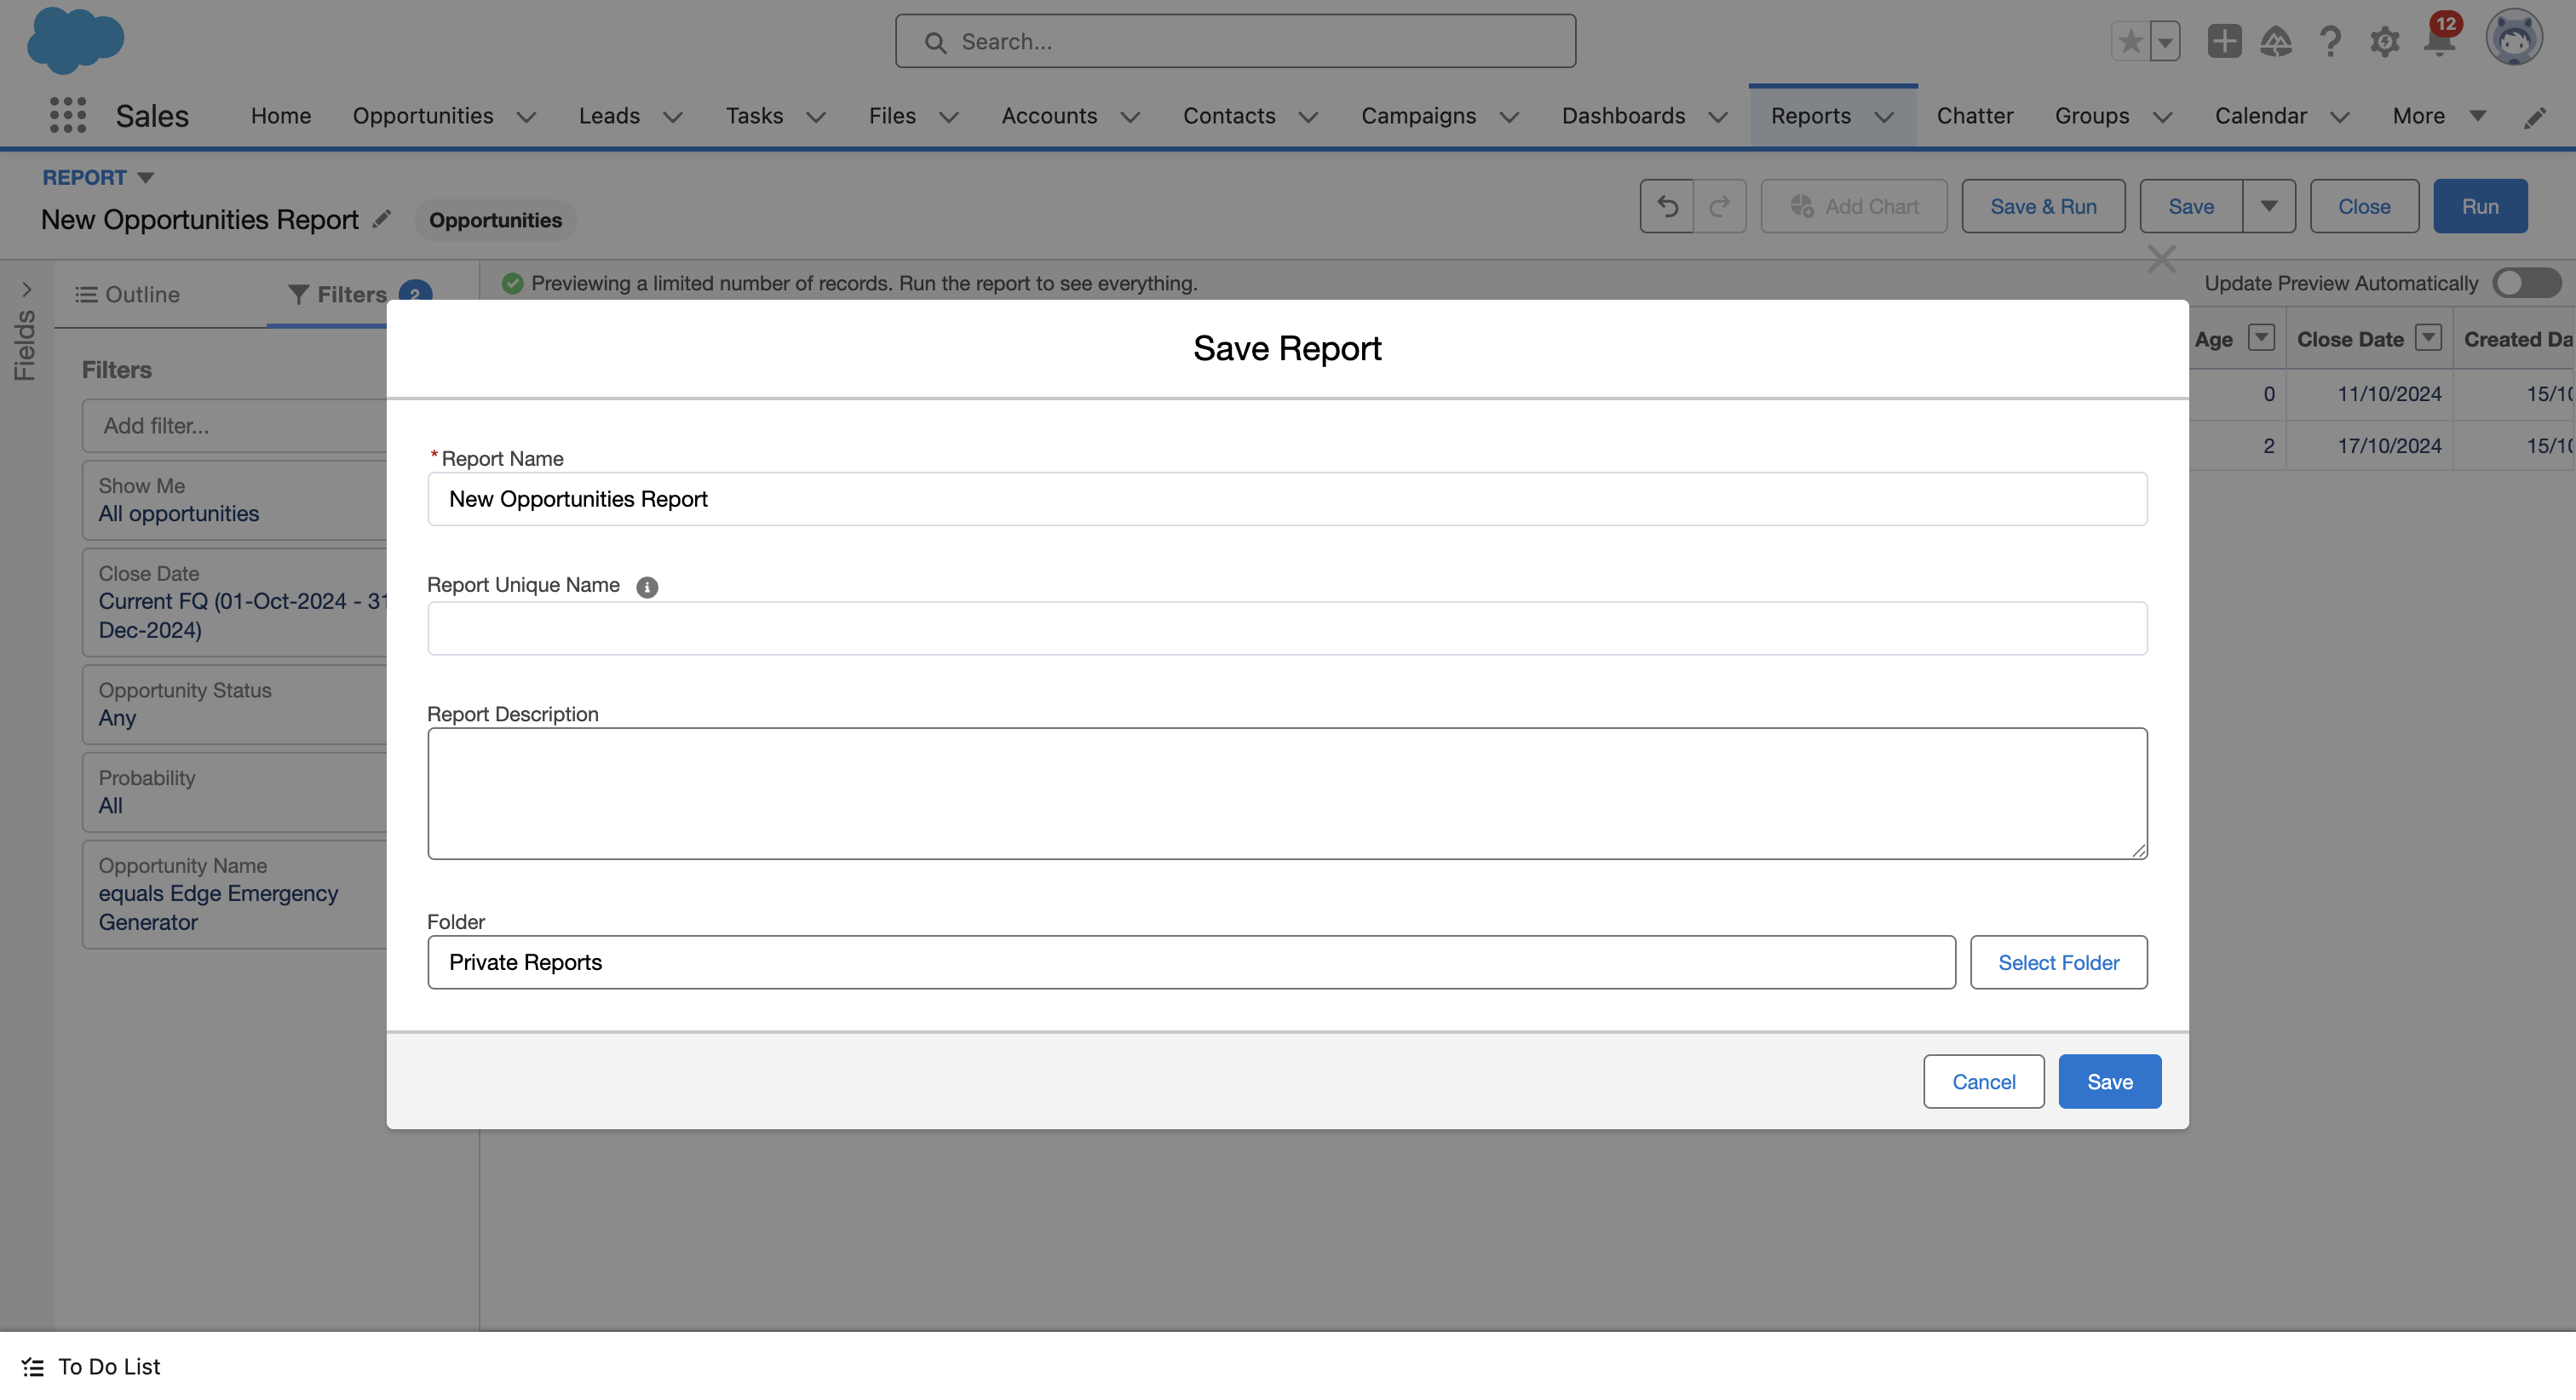 Search...
12
Sales
Home
Opportunities
Leads
Tasks
Files
Accounts
Contacts
Campaigns
Dashboards
Reports
Chatter
Groups
Calendar
More
REPORT
New Opportunities Report
Opportunities
Add Chart
Save & Run
Save
Close
Run
Fields
Outline
Filters
2
Previewing a limited number of records. Run the report to see everything.
Update Preview Automatically
Filters
Add filter...
Show Me
All opportunities
Close Date
Current FQ (01-Oct-2024 - 31
Dec-2024)
Opportunity Status
Any
Probability
All
Opportunity Name
equals Edge Emergency
Generator
Age
Close Date
Created Da
0
11/10/2024
15/10
2
17/10/2024
15/10
Save Report
* Report Name
New Opportunities Report
Report Unique Name
Report Description
Folder
Private Reports
Select Folder
Cancel
Save
To Do List